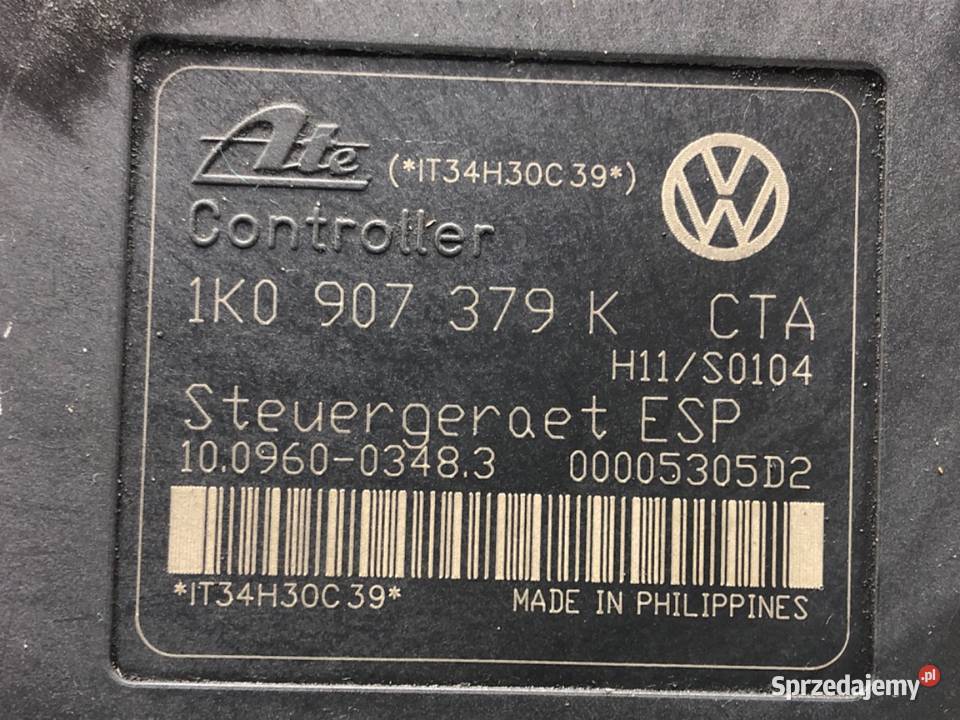 Ate (*IT34H30C39*)
Controller
1K0 907 379 K CTA
H11/S0104
Steuergeraet ESP
10.0960-0348.3 00005305D2
*IT34H30C39* MADE IN PHILIPPINES
Sprzedajemy.pl